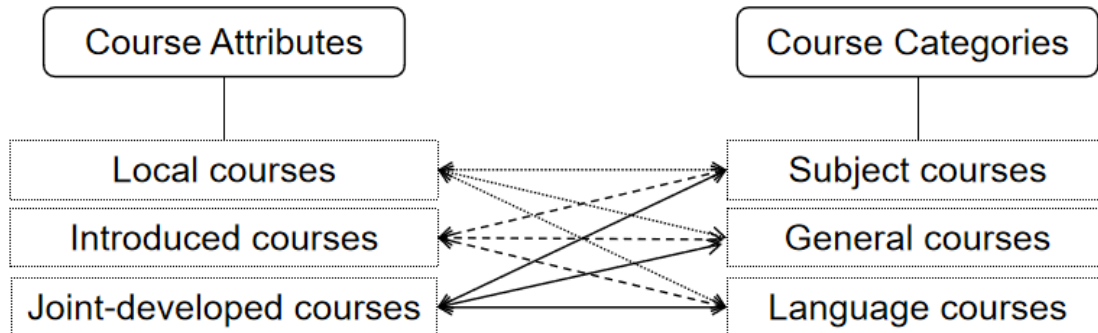 Course Attributes
Course Categories
Local courses
Subject courses
Introduced courses
General courses
Joint-developed courses
Language courses